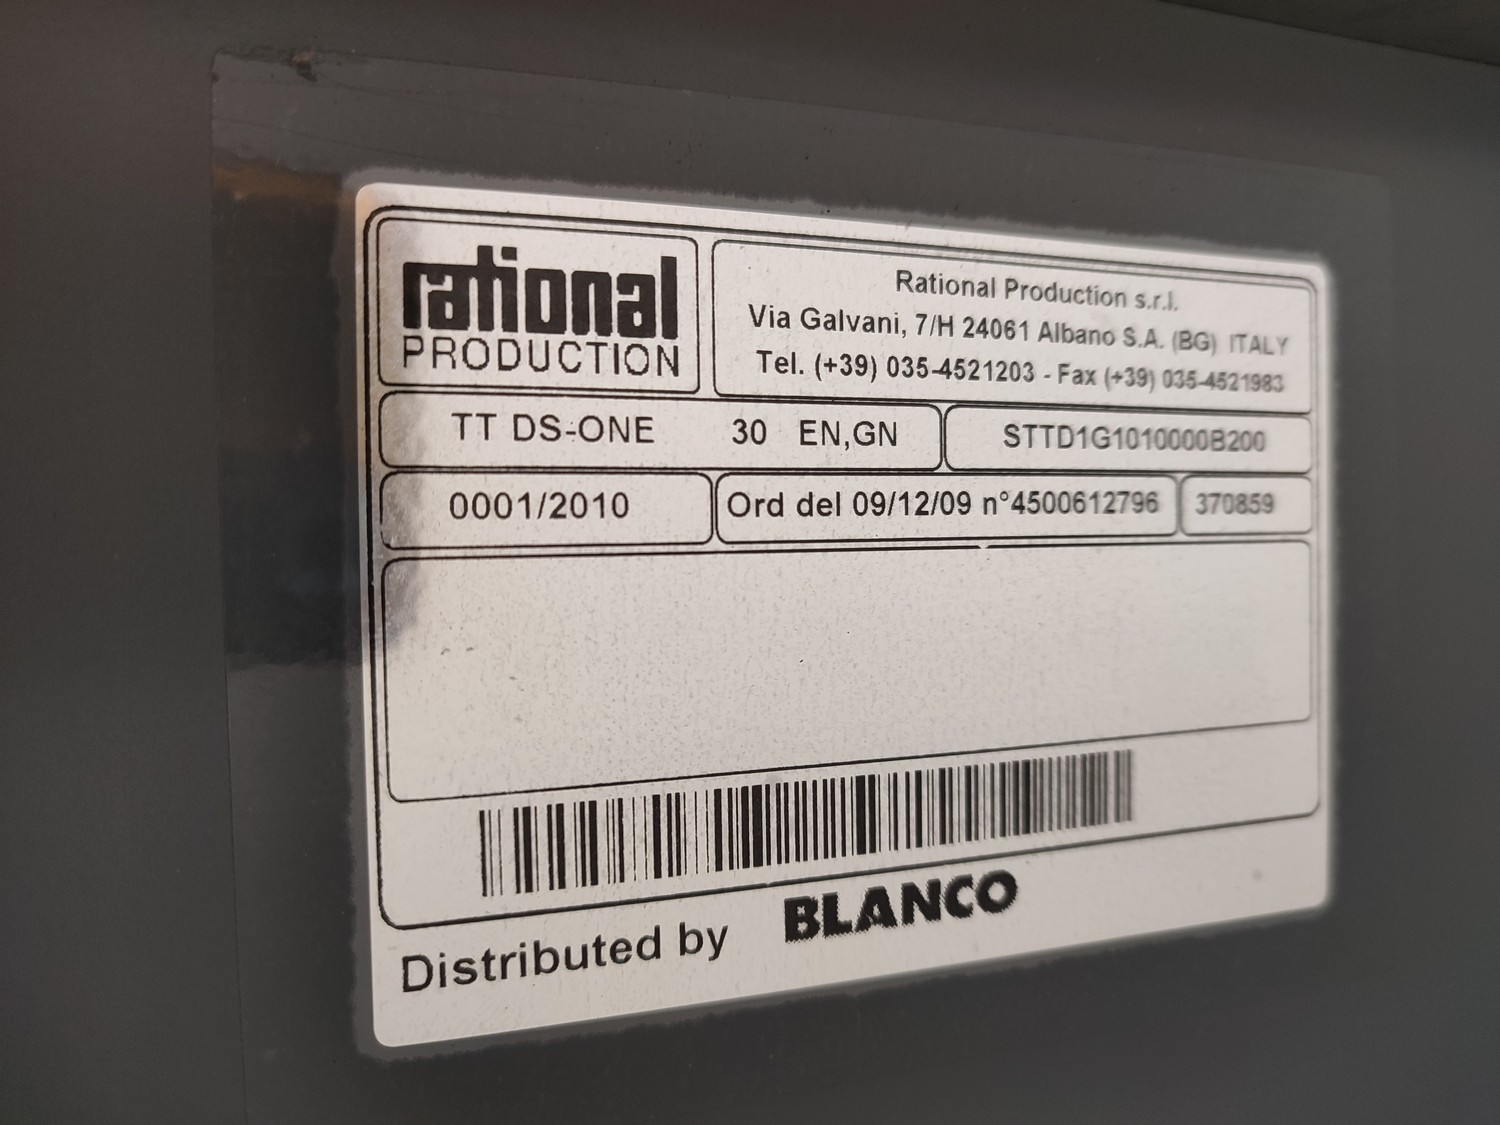 rational
PRODUCTION
Rational Production s.r.l.
Via Galvani, 7/H 24061 Albano S.A. (BG) ITALY
Tel. (+39) 035-4521203 - Fax (+39) 035-4521983
TT DS-ONE 30 EN,GN STTD1G1010000B200
0001/2010 Ord del 09/12/09 n°4500612796 370859
Distributed by BLANCO